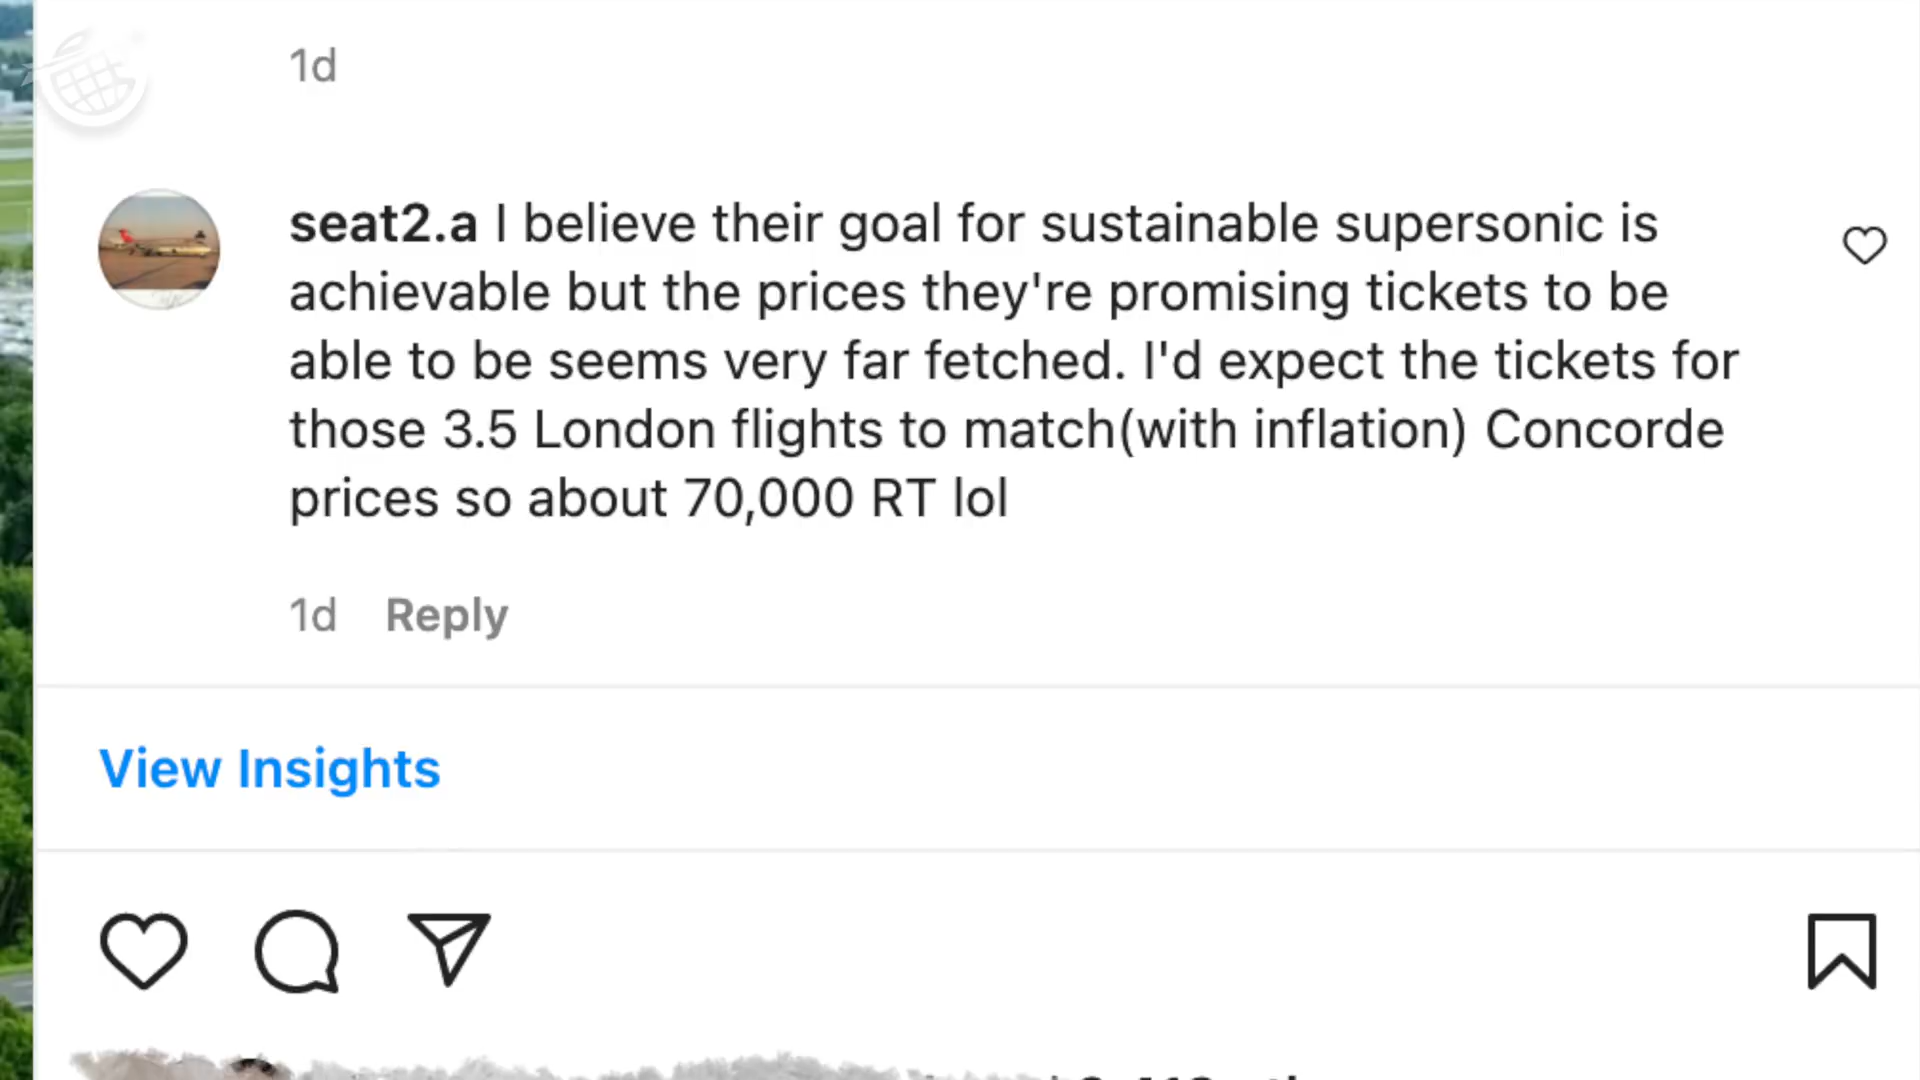 1d
seat2.a I believe their goal for sustainable supersonic is
achievable but the prices they're promising tickets to be
able to be seems very far fetched. I'd expect the tickets for
those 3.5 London flights to match(with inflation) Concorde
prices so about 70,000 RT lol
1d Reply
View Insights